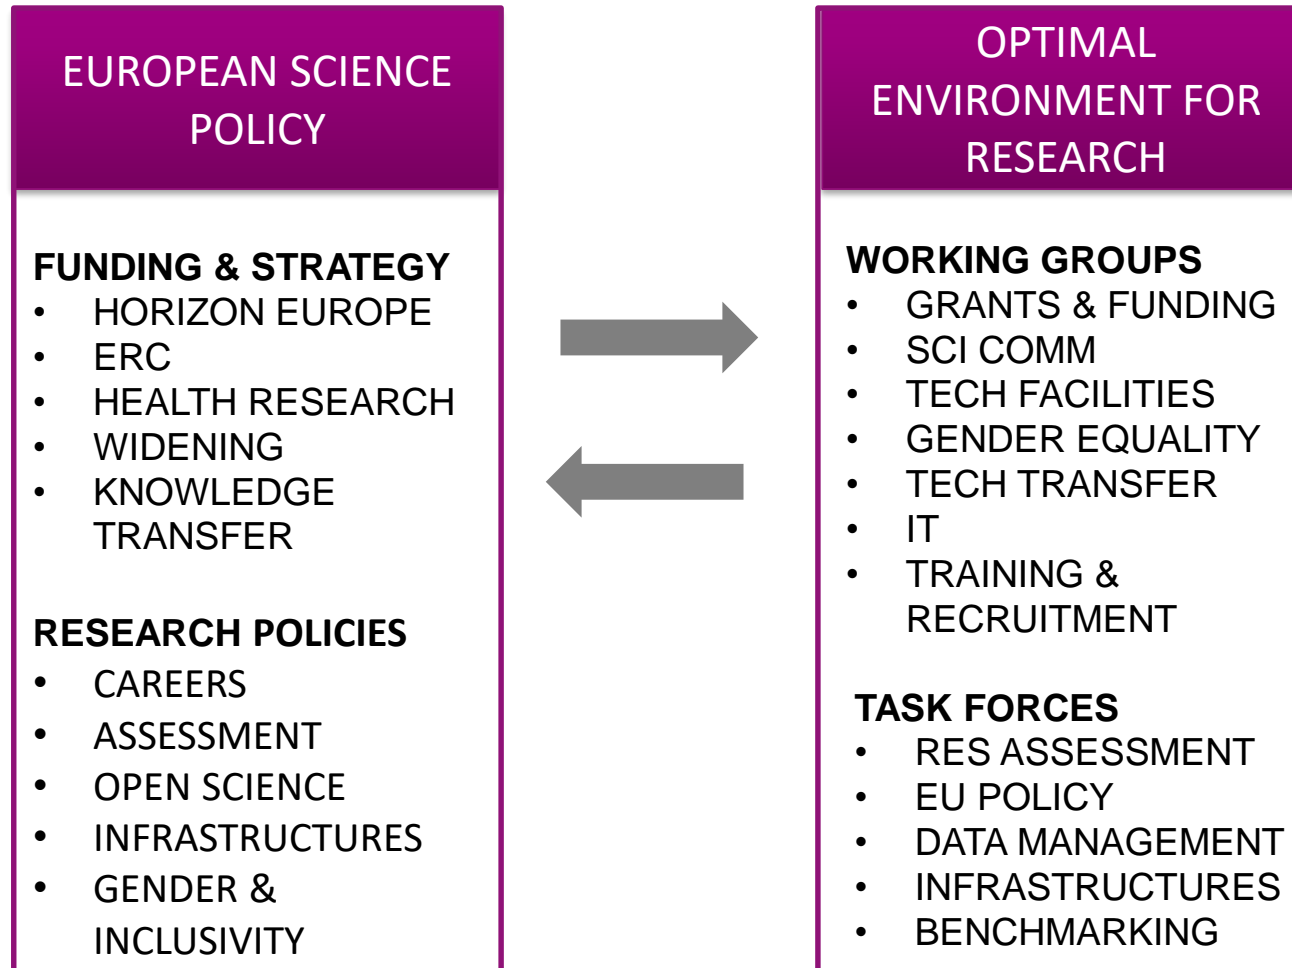 EUROPEAN SCIENCE
POLICY
FUNDING & STRATEGY
• HORIZON EUROPE
• ERC
• HEALTH RESEARCH
• WIDENING
• KNOWLEDGE
TRANSFER
RESEARCH POLICIES
• CAREERS
• ASSESSMENT
• OPEN SCIENCE
• INFRASTRUCTURES
• GENDER &
INCLUSIVITY
OPTIMAL
ENVIRONMENT FOR
RESEARCH
WORKING GROUPS
• GRANTS & FUNDING
• SCI COMM
• TECH FACILITIES
• GENDER EQUALITY
• TECH TRANSFER
• IT
• TRAINING &
RECRUITMENT
TASK FORCES
• RES ASSESSMENT
• EU POLICY
• DATA MANAGEMENT
• INFRASTRUCTURES
• BENCHMARKING